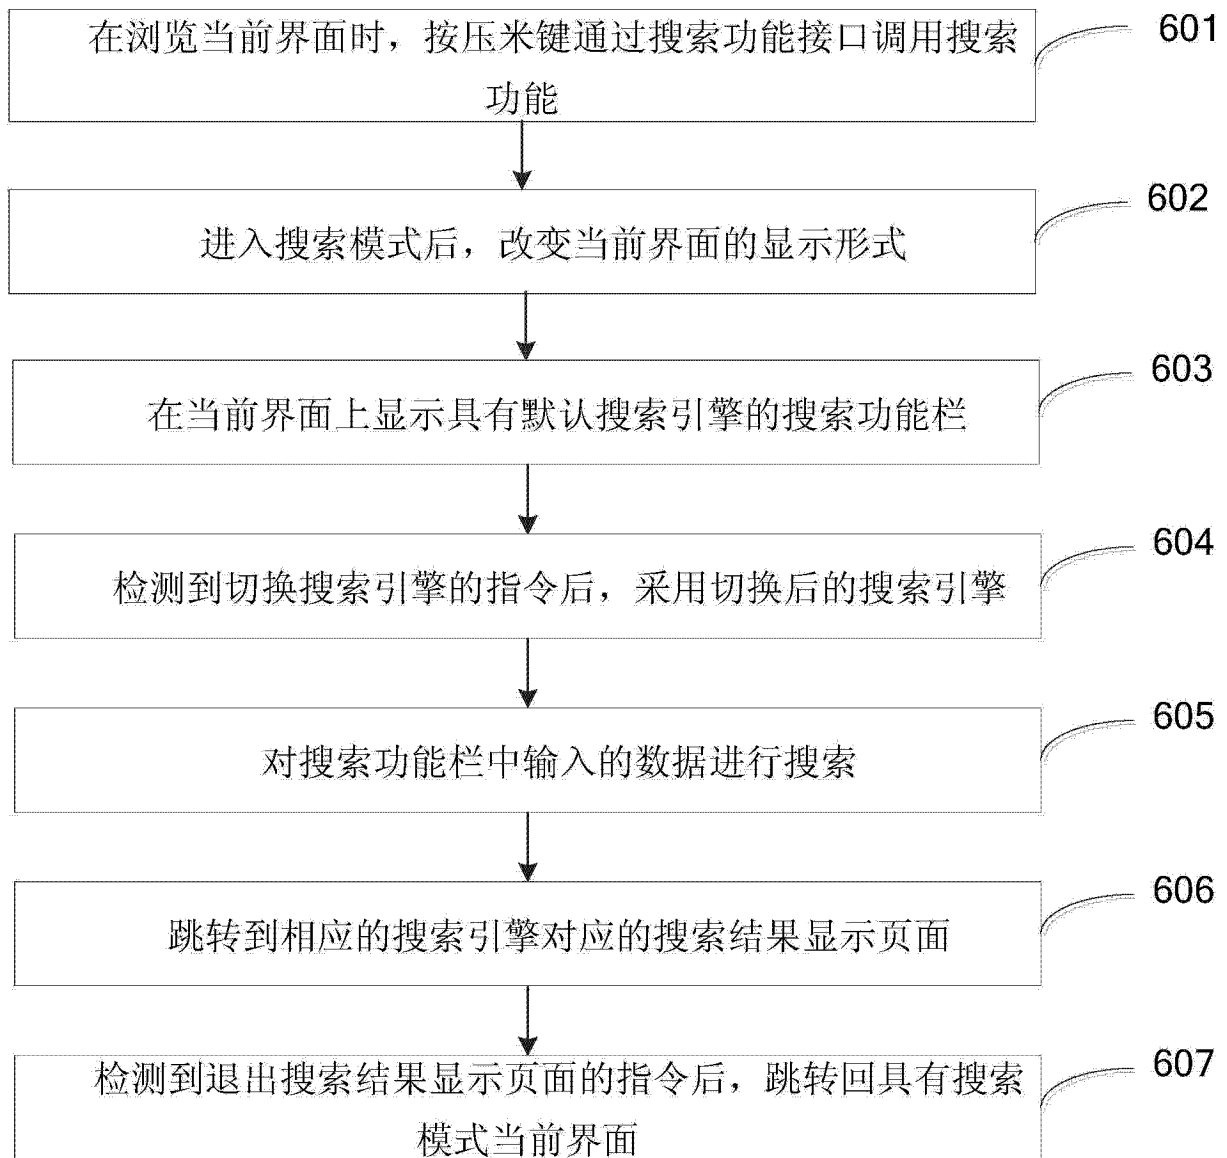 在浏览当前界面时，按压米键通过搜索功能接口调用搜索
功能
601
进入搜索模式后，改变当前界面的显示形式
602
在当前界面上显示具有默认搜索引擎的搜索功能栏
603
检测到切换搜索引擎的指令后，采用切换后的搜索引擎
604
对搜索功能栏中输入的数据进行搜索
605
跳转到相应的搜索引擎对应的搜索结果显示页面
606
检测到退出搜索结果显示页面的指令后，跳转回具有搜索
模式当前界面
607